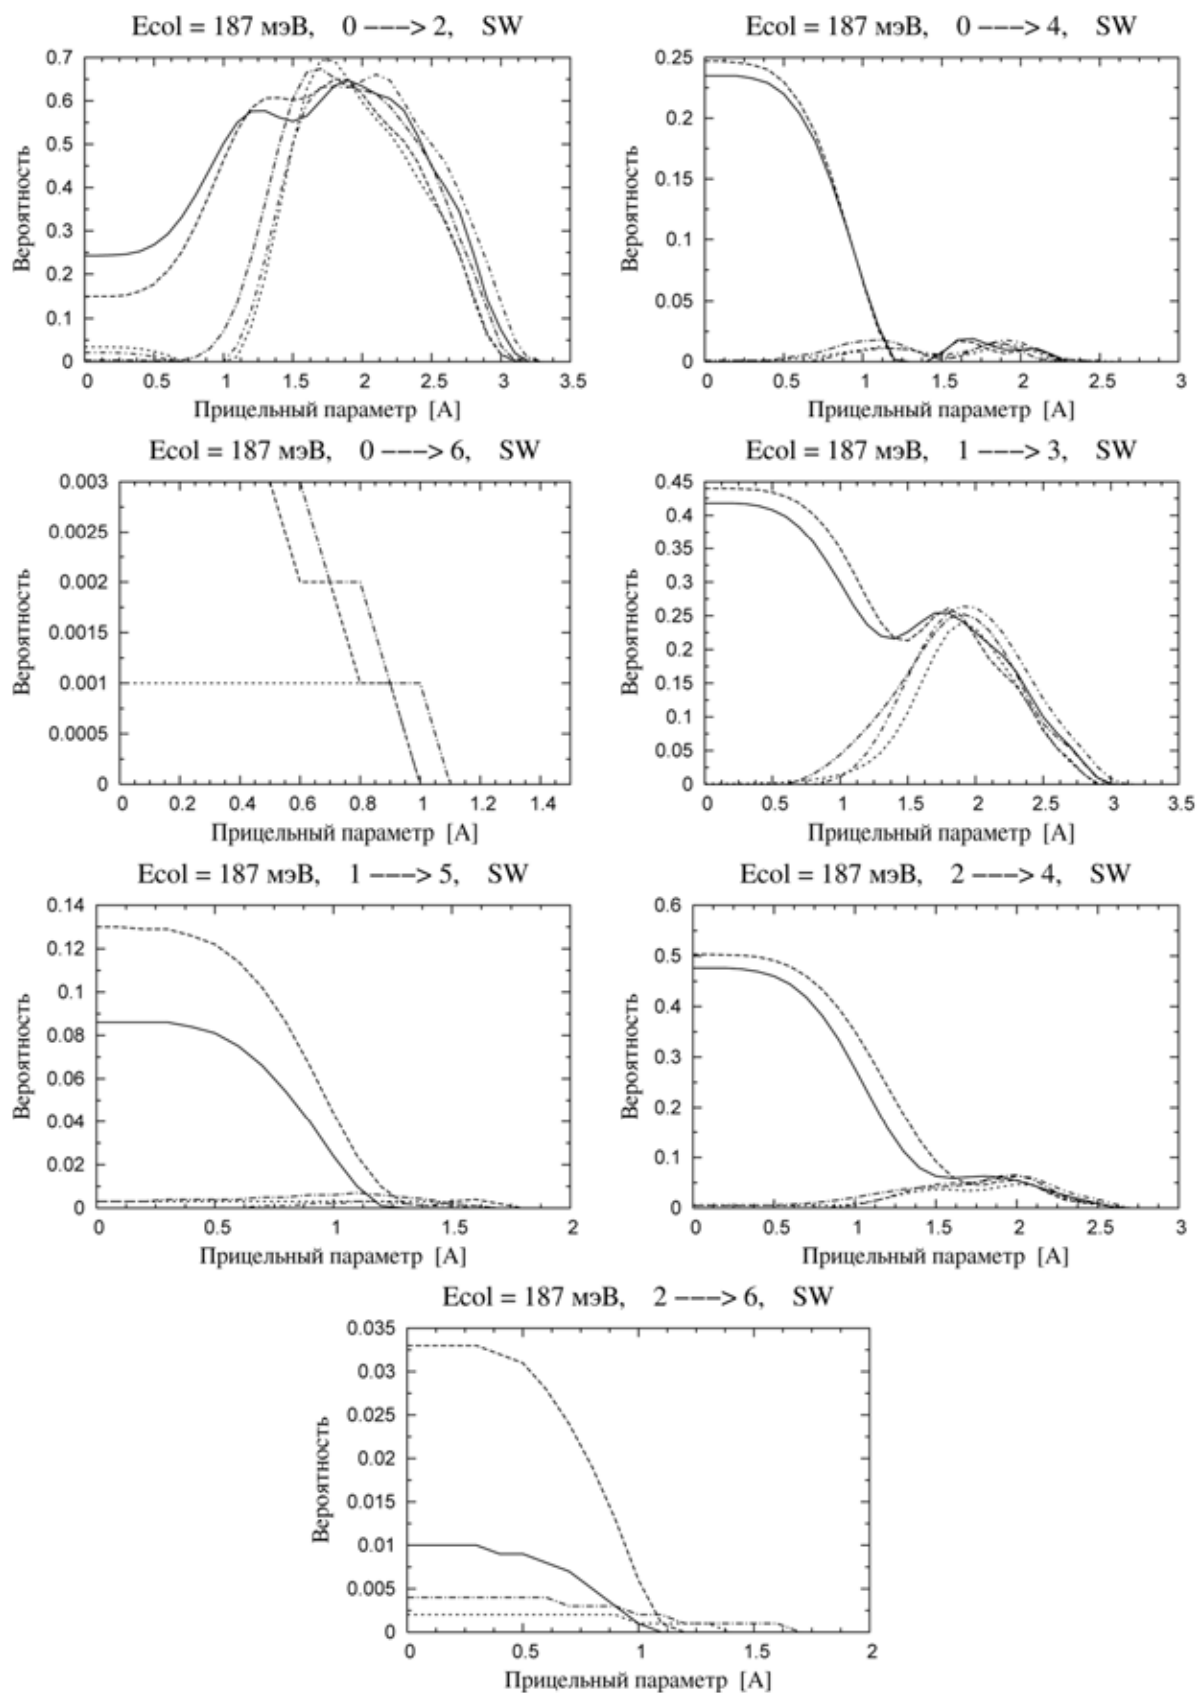 Ecol = 187 мэВ, 0 ---> 2, SW
Вероятность
0.7
0.6
0.5
0.4
0.3
0.2
0.1
0
0 0.5 1 1.5 2 2.5 3 3.5
Прицельный параметр [А]
Ecol = 187 мэВ, 0 ---> 4, SW
Вероятность
0.25
0.2
0.15
0.1
0.05
0
0 0.5 1 1.5 2 2.5 3
Прицельный параметр [А]
Ecol = 187 мэВ, 0 ---> 6, SW
Вероятность
0.003
0.0025
0.002
0.0015
0.001
0.0005
0
0 0.2 0.4 0.6 0.8 1 1.2 1.4
Прицельный параметр [А]
Ecol = 187 мэВ, 1 ---> 3, SW
Вероятность
0.45
0.4
0.35
0.3
0.25
0.2
0.15
0.1
0.05
0
0 0.5 1 1.5 2 2.5 3 3.5
Прицельный параметр [А]
Ecol = 187 мэВ, 1 ---> 5, SW
Вероятность
0.14
0.12
0.1
0.08
0.06
0.04
0.02
0
0 0.5 1 1.5 2
Прицельный параметр [А]
Ecol = 187 мэВ, 2 ---> 4, SW
Вероятность
0.6
0.5
0.4
0.3
0.2
0.1
0
0 0.5 1 1.5 2 2.5 3
Прицельный параметр [А]
Ecol = 187 мэВ, 2 ---> 6, SW
Вероятность
0.035
0.03
0.025
0.02
0.015
0.01
0.005
0
0 0.5 1 1.5 2
Прицельный параметр [А]